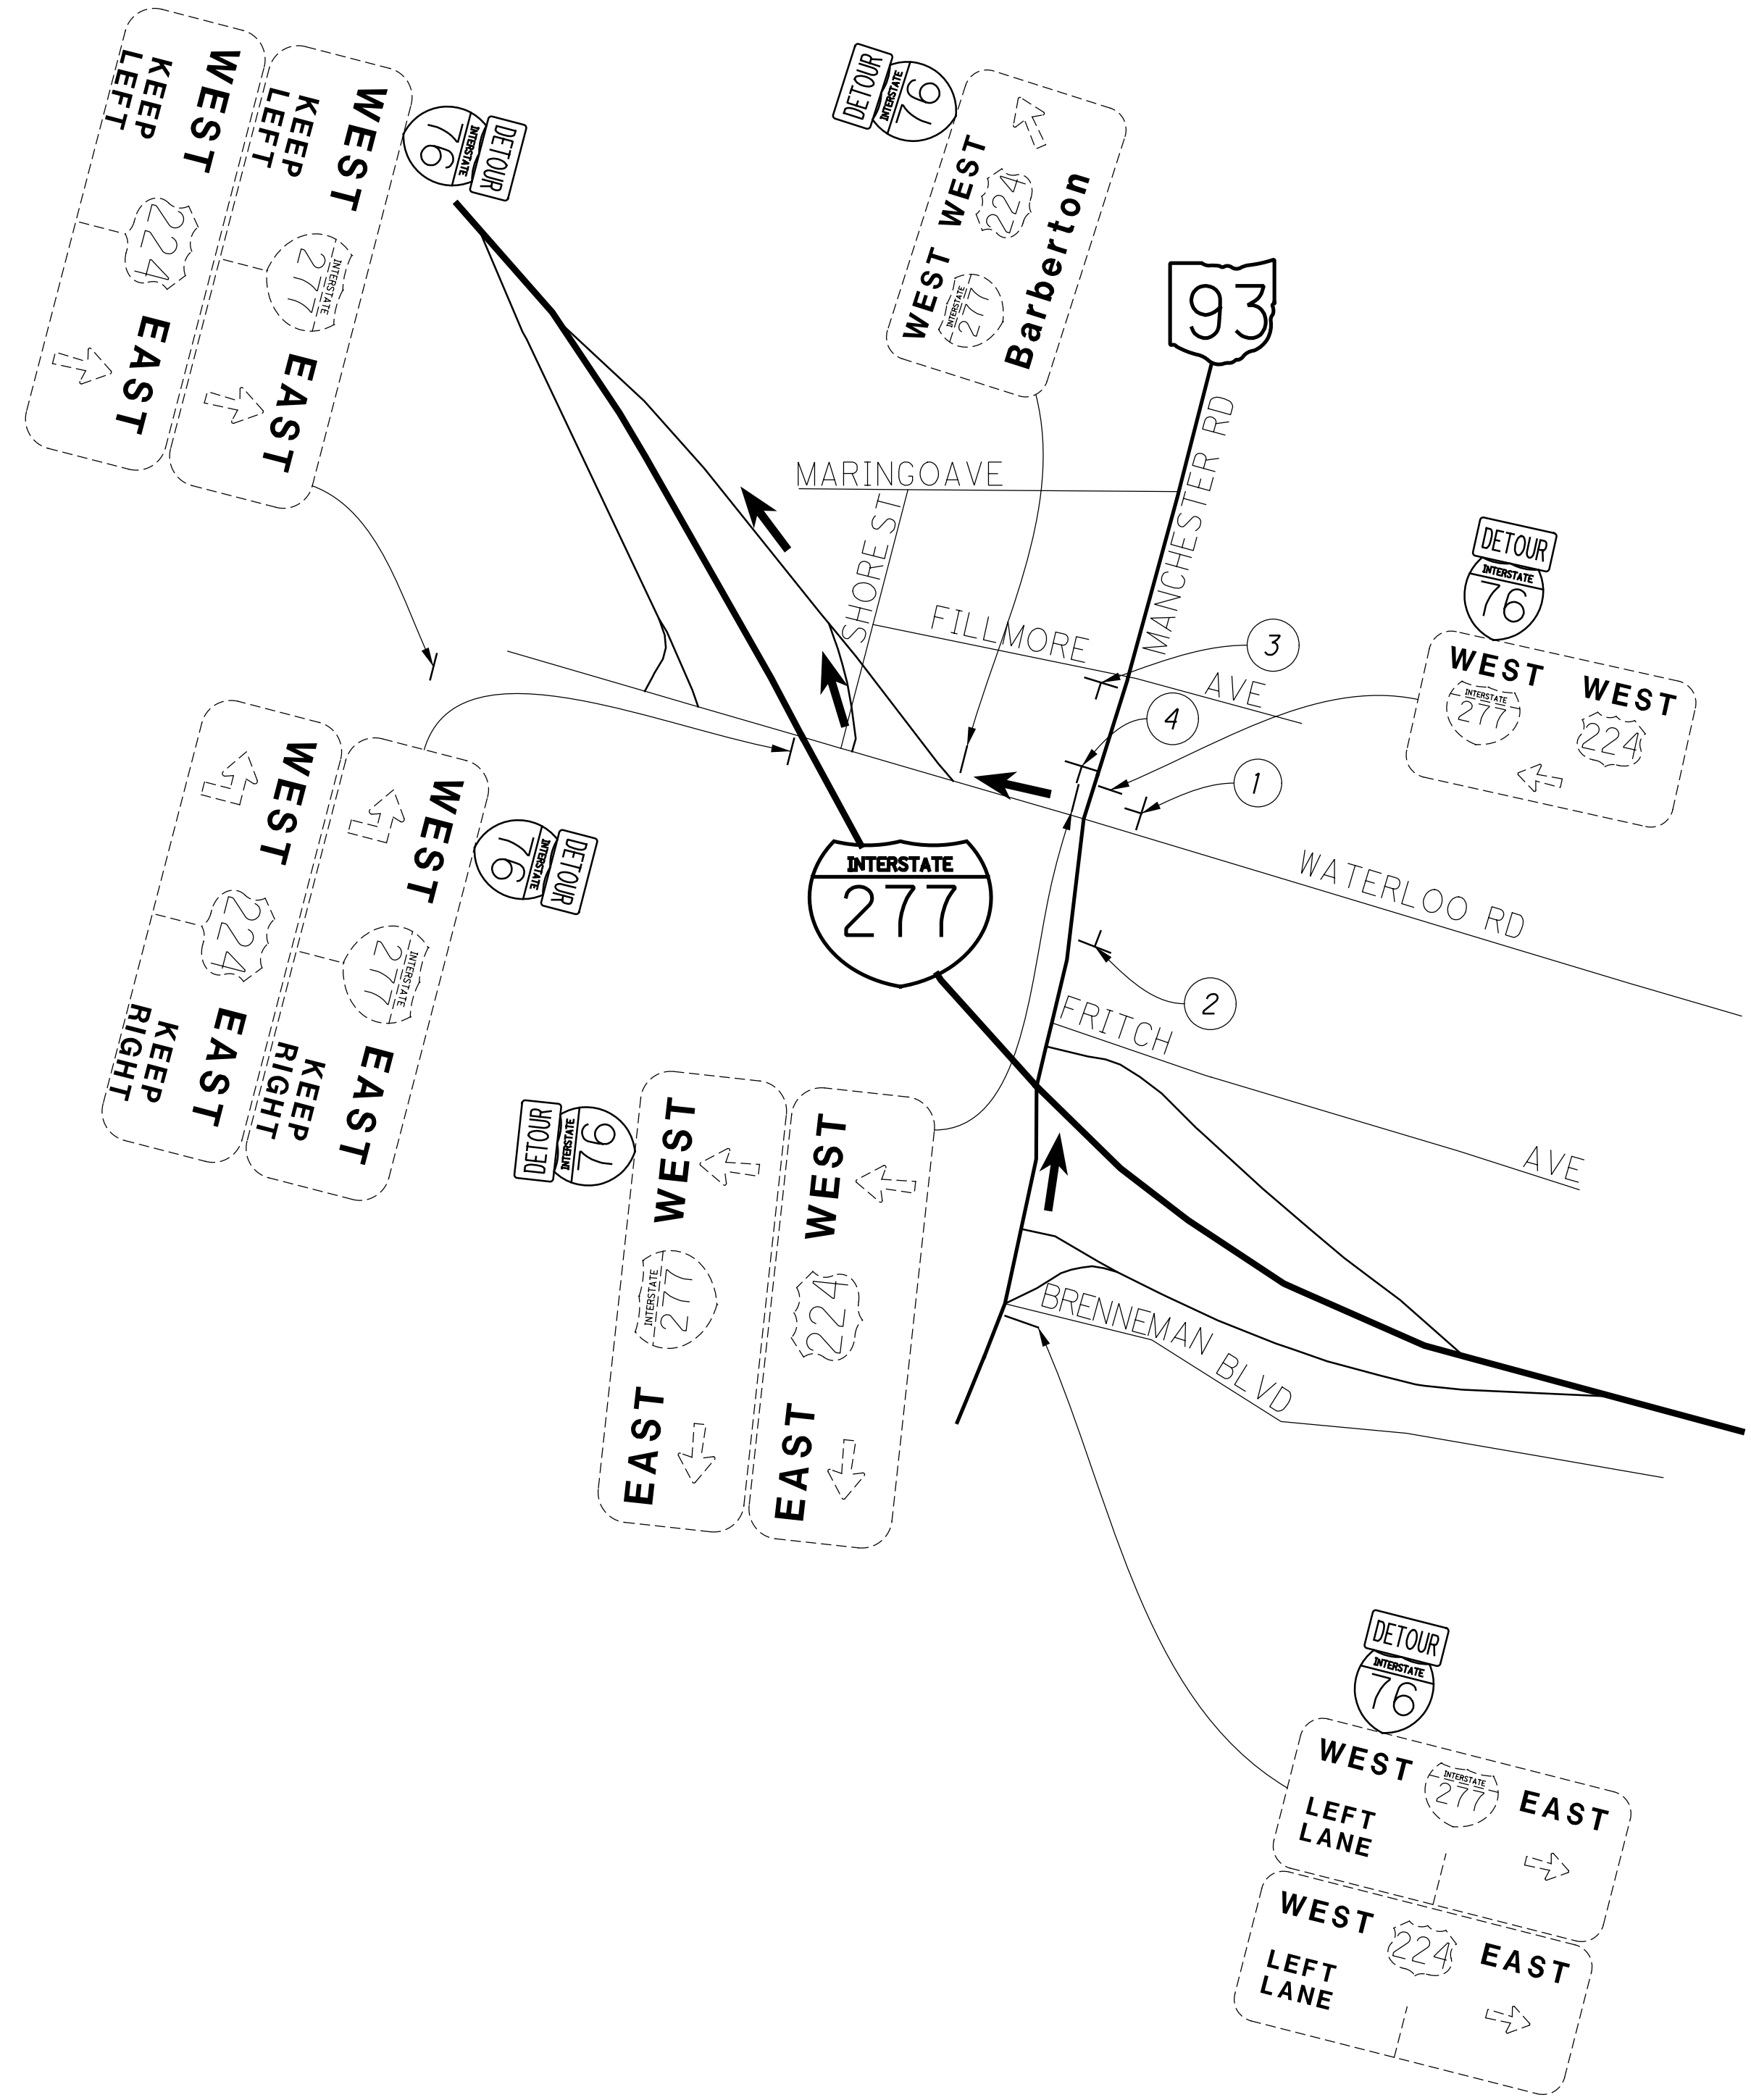 WEST
KEEP
LEFT
224
EAST
WEST
KEEP
LEFT
INTERSTATE
277
EAST
DETOUR
INTERSTATE
76
DETOUR
INTERSTATE
76
WEST
224
WEST
INTERSTATE
277
Barberton
93
MANCHESTER RD
MARINGOAVE
SHORE ST
FILLMORE
AVE
3
4
1
DETOUR
INTERSTATE
76
WEST
INTERSTATE
277
WEST
224
WATERLOO RD
INTERSTATE
277
2
FRITCH
AVE
WEST
224
EAST
KEEP
RIGHT
WEST
INTERSTATE
277
EAST
KEEP
RIGHT
DETOUR
INTERSTATE
76
DETOUR
INTERSTATE
76
WEST
INTERSTATE
277
EAST
WEST
224
EAST
BRENNEMAN BLVD
DETOUR
INTERSTATE
76
WEST
INTERSTATE
277
EAST
LEFT
LANE
WEST
224
EAST
LEFT
LANE